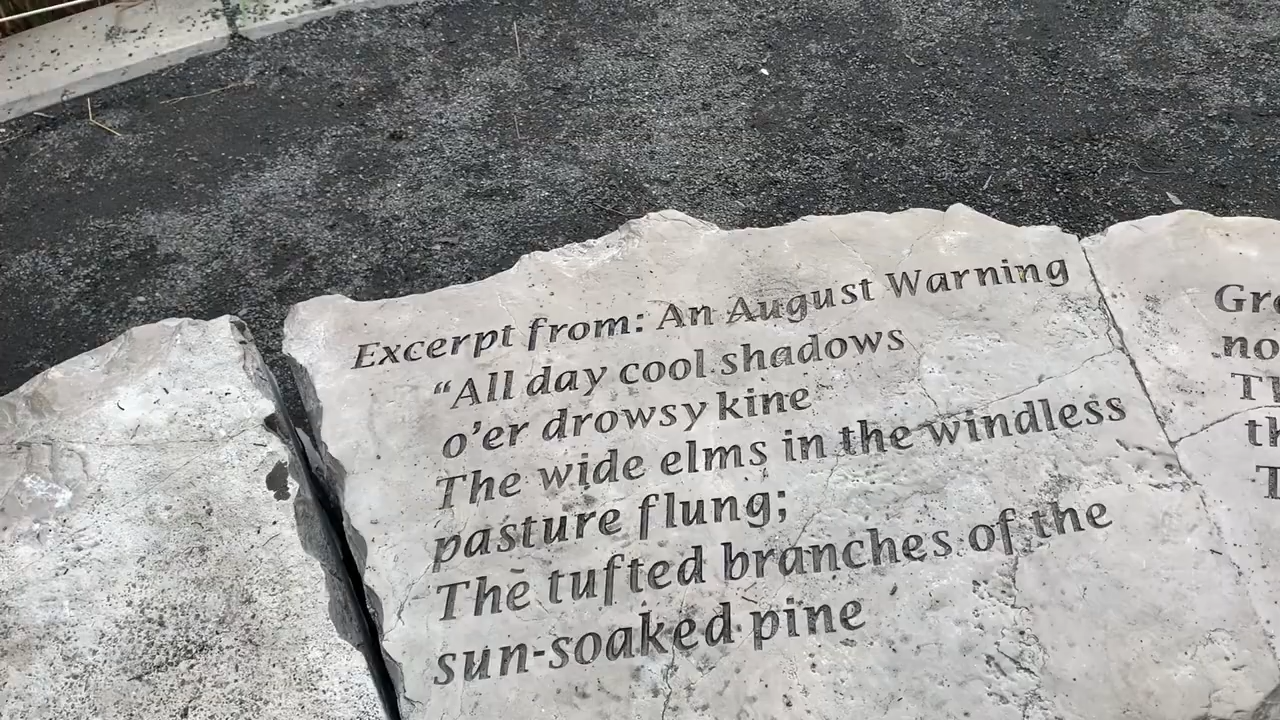 Excerpt from: An August Warning
“All day cool shadows
o’er drowsy kine
The wide elms in the windless
pasture flung;
The tufted branches of the
sun-soaked pine